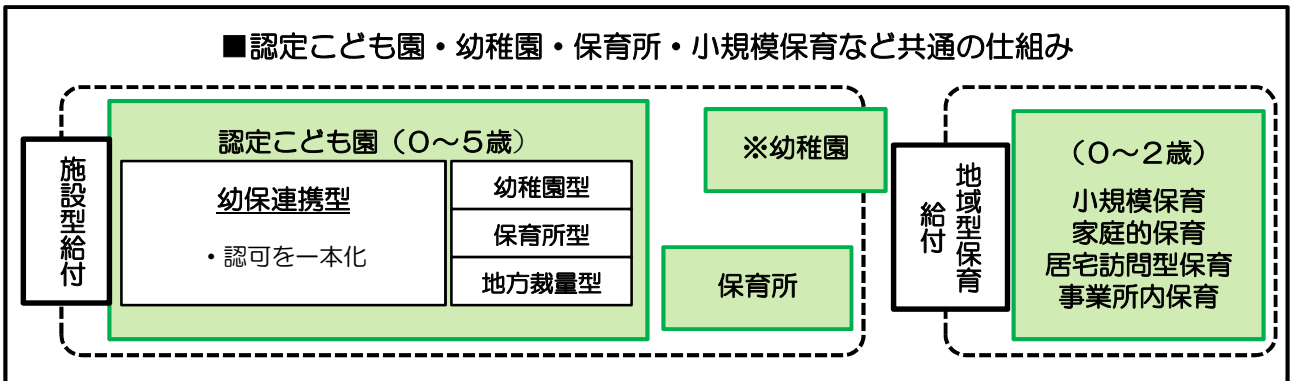 ■認定こども園・幼稚園・保育所・小規模保育など共通の仕組み
施設型給付
認定こども園（０～５歳）
幼保連携型
・認可を一本化
幼稚園型
保育所型
地方裁量型
※幼稚園
保育所
地域型保育
給付
（０～２歳）
小規模保育
家庭的保育
居宅訪問型保育
事業所内保育